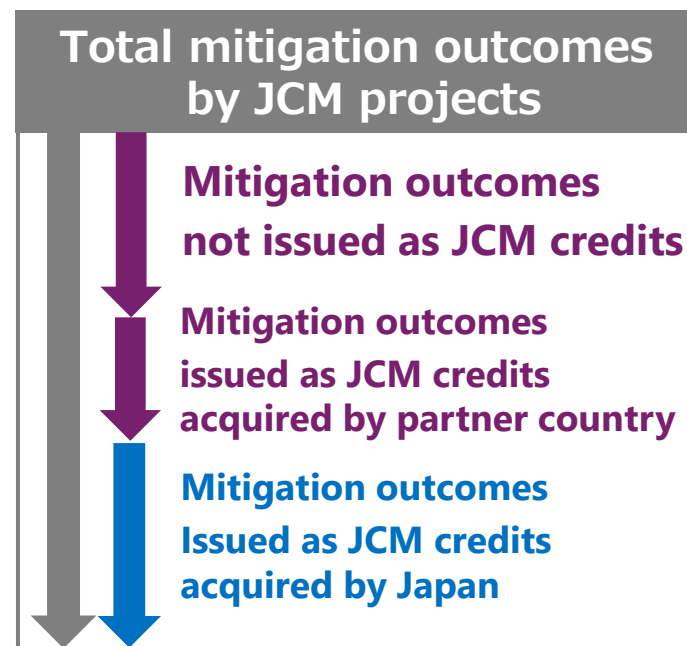 Total mitigation outcomes
by JCM projects
Mitigation outcomes
not issued as JCM credits
Mitigation outcomes
issued as JCM credits
acquired by partner country
Mitigation outcomes
Issued as JCM credits
acquired by Japan